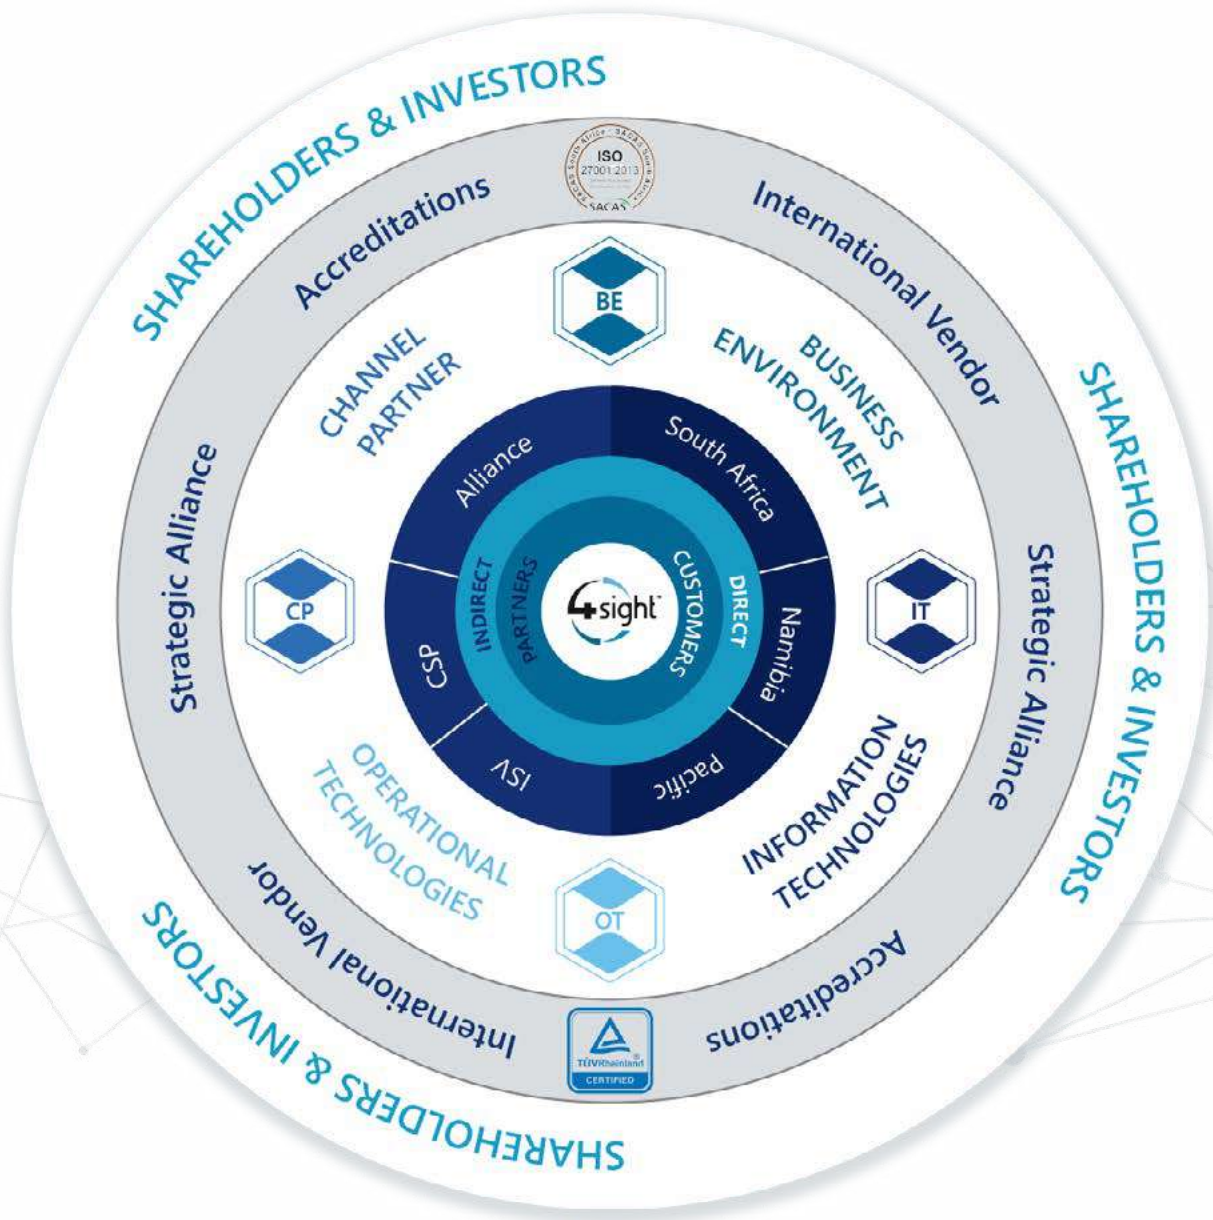 SHAREHOLDERS & INVESTORS
SHAREHOLDERS & INVESTORS
SHAREHOLDERS & INVESTORS
Accreditations
ISO
27001:2013
SACAS
International Vendor
Strategic Alliance
Accreditations
TÜVRheinland®
CERTIFIED
International Vendor
Strategic Alliance
CHANNEL
PARTNER
BE
BUSINESS
ENVIRONMENT
IT
INFORMATION
TECHNOLOGIES
OT
OPERATIONAL
TECHNOLOGIES
CP
Alliance
South Africa
Namibia
Pacific
ISV
CSP
INDIRECT
PARTNERS
4sight™
CUSTOMERS
DIRECT